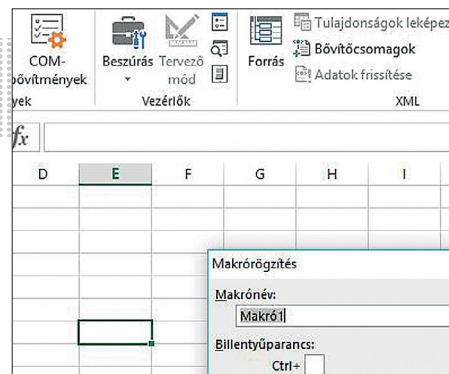 COM-
bővítmények
yek
Beszúrás
Tervező
mód
Vezérlők
Forrás
Tulajdonságok leképez
Bővítőcsomagok
Adatok frissítése
XML
fx
D E F G H I
Makrórögzítés
Makrónév:
Makró1
Billentyűparancs:
Ctrl+